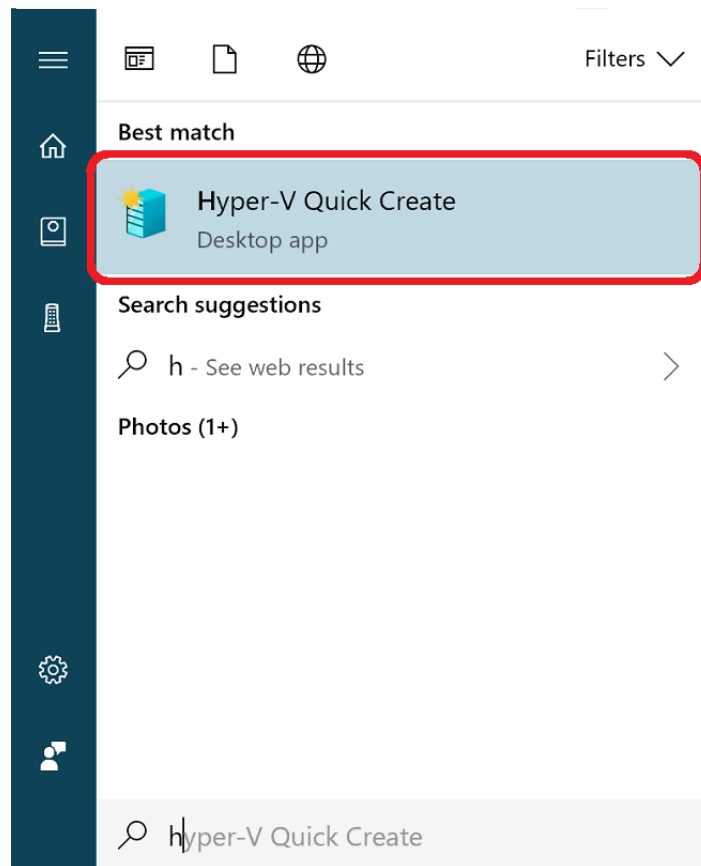 Filters
Best match
Hyper-V Quick Create
Desktop app
Search suggestions
h - See web results
Photos (1+)
hyper-V Quick Create